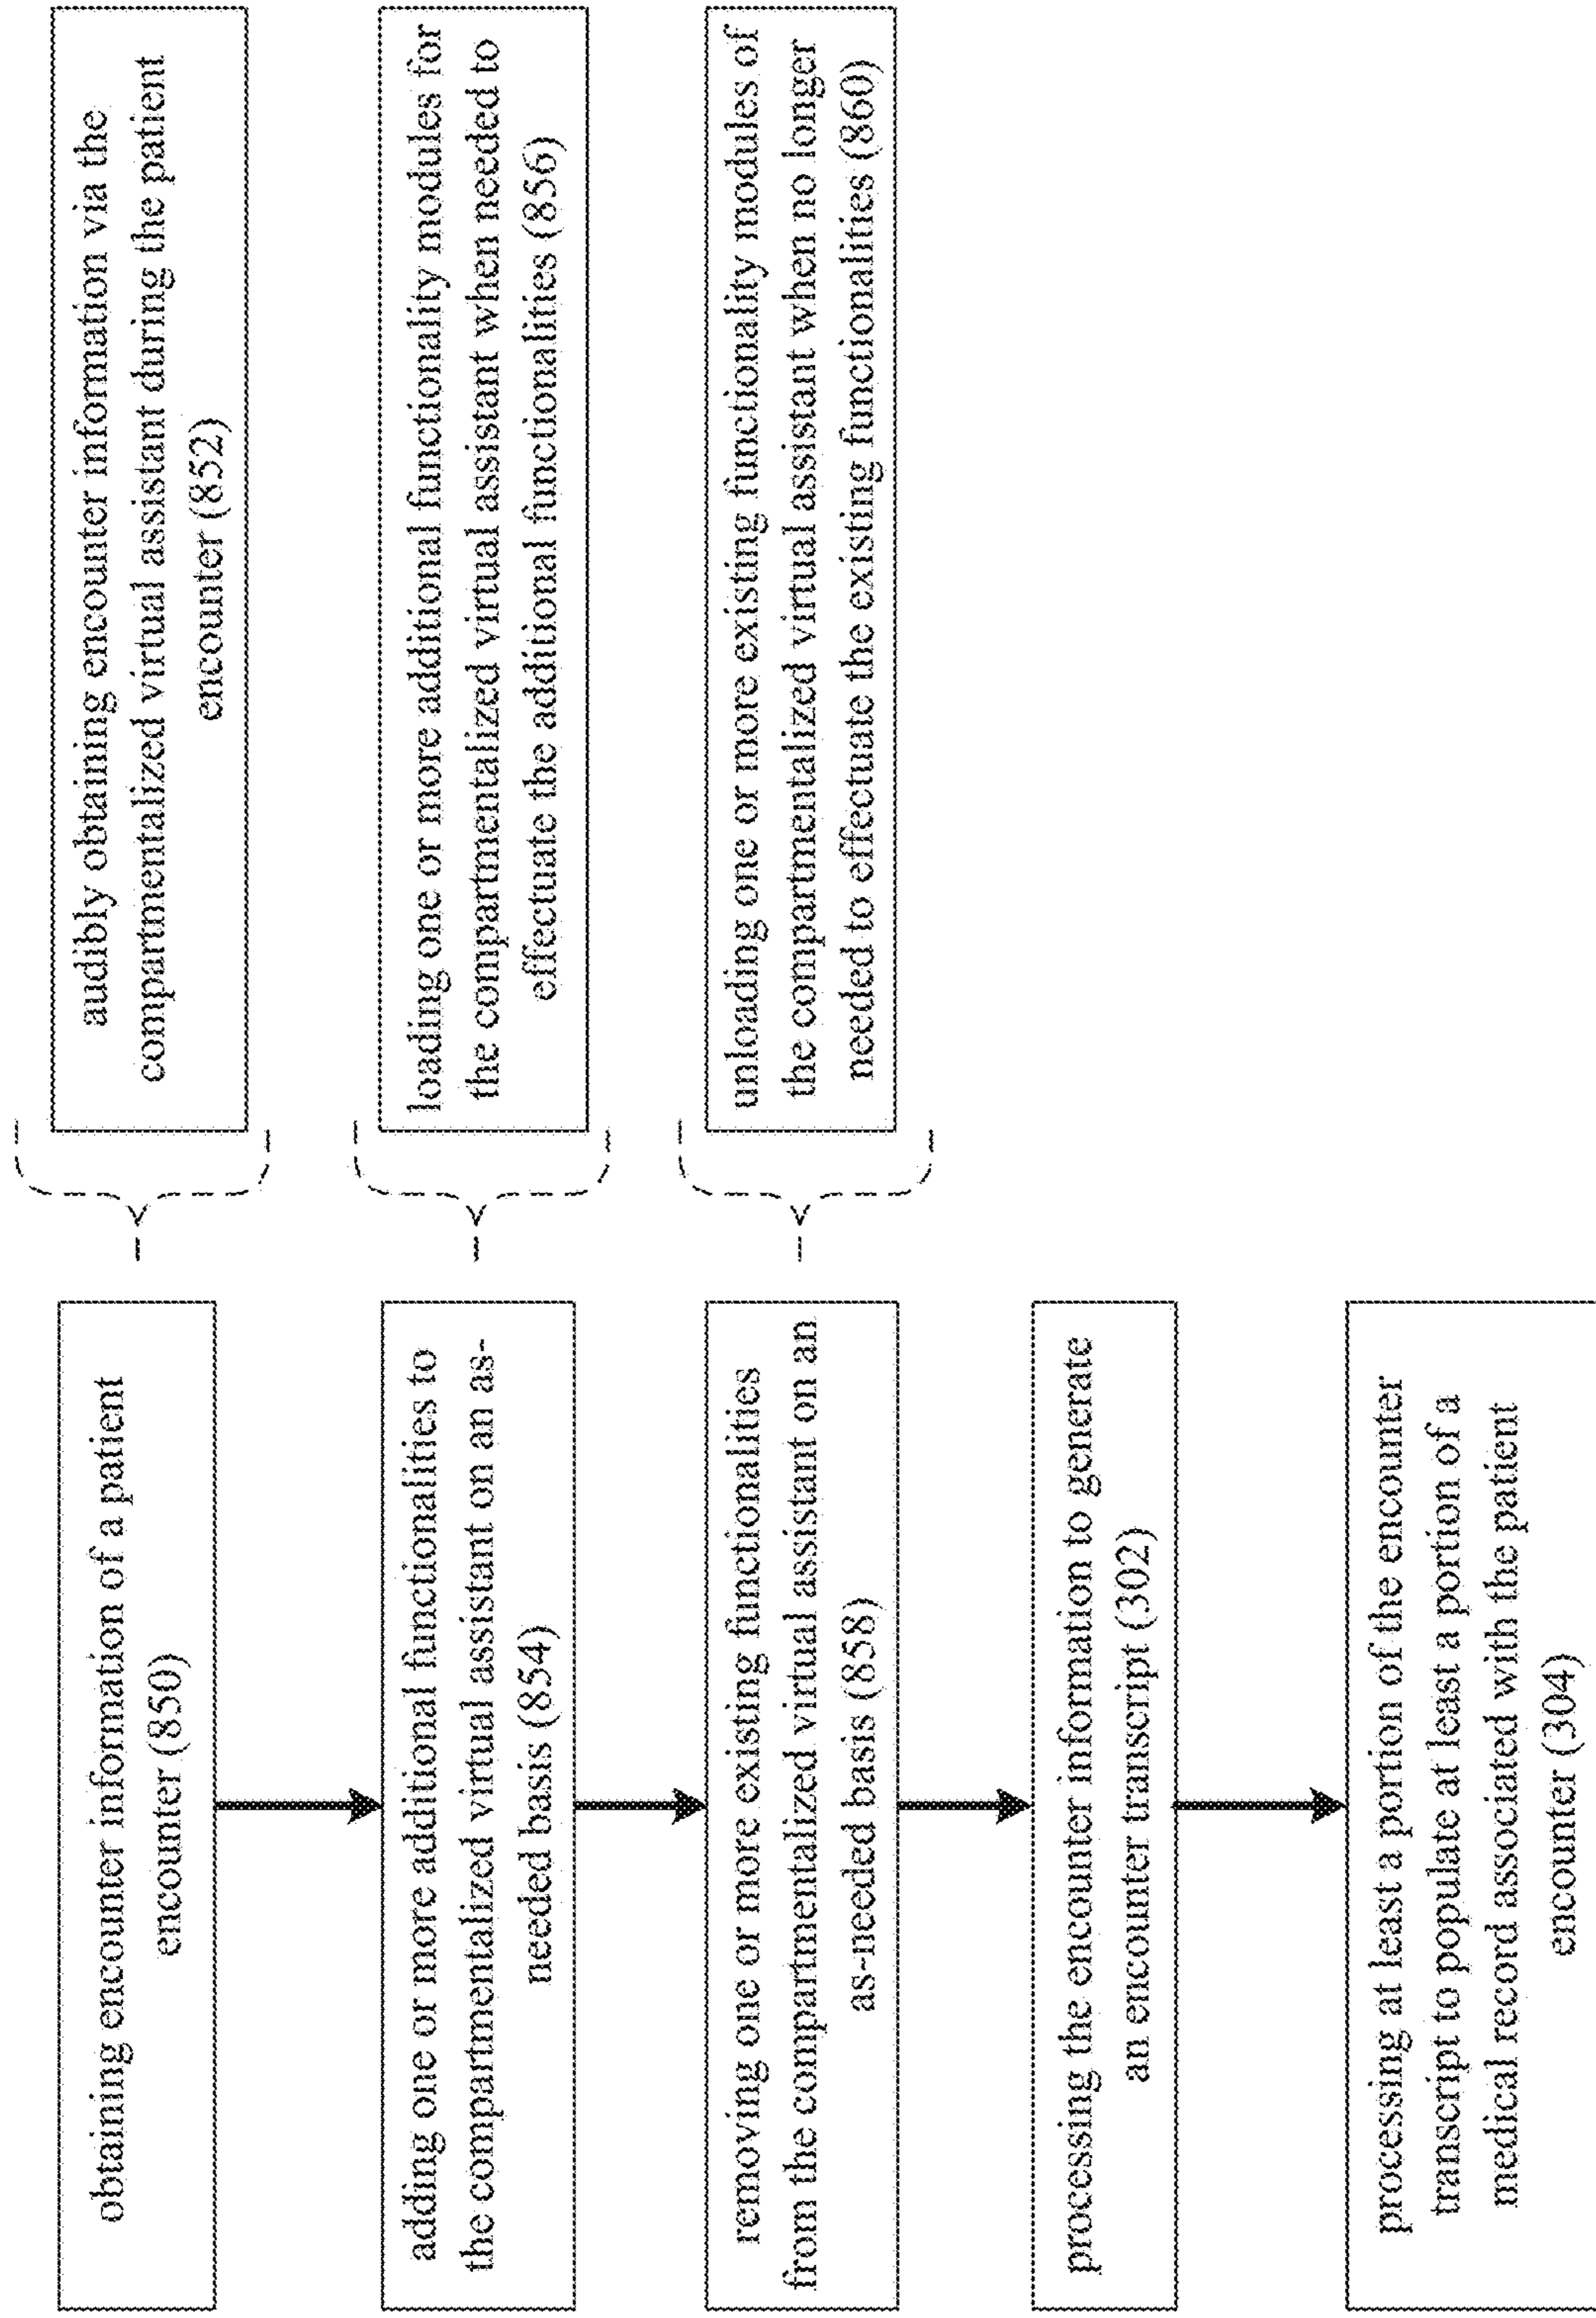 obtaining encounter information of a patient
encounter (850)
audibly obtaining encounter information via the
compartmentalized virtual assistant during the patient
encounter (852)
adding one or more additional functionalities to
the compartmentalized virtual assistant on an as-
needed basis (854)
loading one or more additional functionality modules for
the compartmentalized virtual assistant when needed to
effectuate the additional functionalities (856)
removing one or more existing functionalities
from the compartmentalized virtual assistant on an
as-needed basis (858)
unloading one or more existing functionality modules of
the compartmentalized virtual assistant when no longer
needed to effectuate the existing functionalities (860)
processing the encounter information to generate
an encounter transcript (302)
processing at least a portion of the encounter
transcript to populate at least a portion of a
medical record associated with the patient
encounter (304)